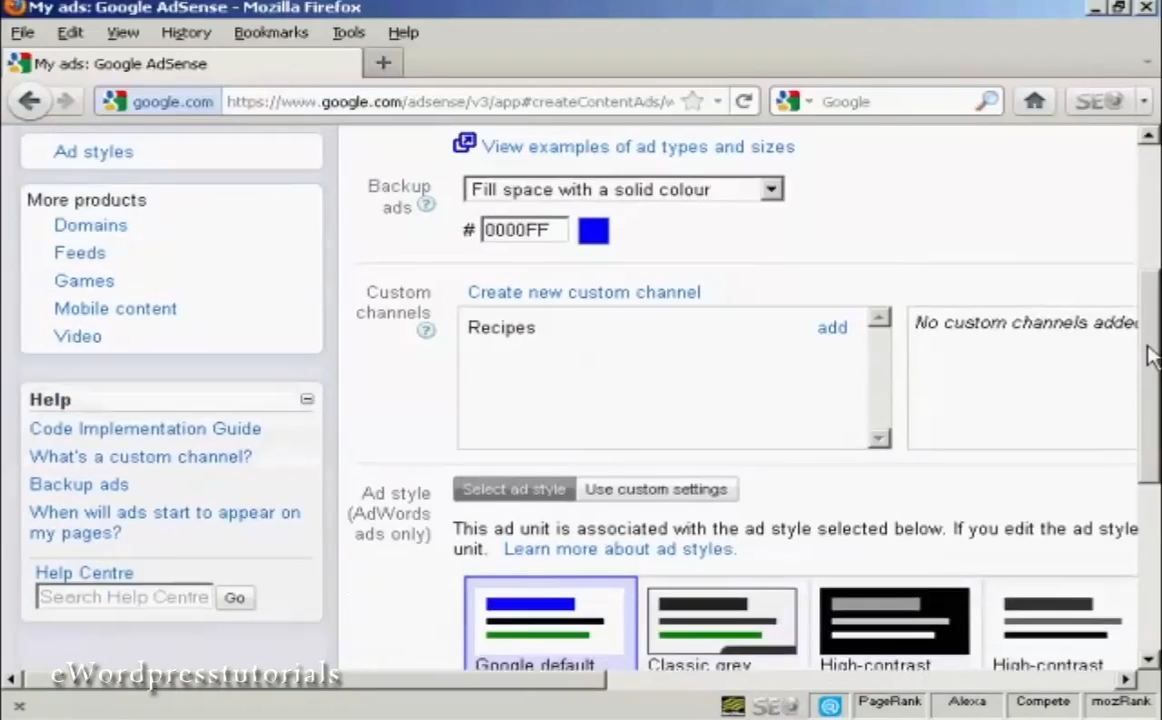 My ads: Google AdSense - Mozilla Firefox
File Edit View History Bookmarks Tools Help
My ads: Google AdSense +
google.com https://www.google.com/adsense/v3/app#createContentAds/ Google SE
Ad styles
More products
Domains
Feeds
Games
Mobile content
Video
Help
Code Implementation Guide
What's a custom channel?
Backup ads
When will ads start to appear on
my pages?
Help Centre
Search Help Centre Go
View examples of ad types and sizes
Backup
ads ?
Fill space with a solid colour
# 0000FF
Custom
channels
?
Create new custom channel
Recipes add
No custom channels added
Ad style
(AdWords
ads only)
Select ad style Use custom settings
This ad unit is associated with the ad style selected below. If you edit the ad style
unit. Learn more about ad styles.
Google default Classic grey High-contrast High-contrast
eWordpresstutorials
SE PageRank Alexa Compete mozRank